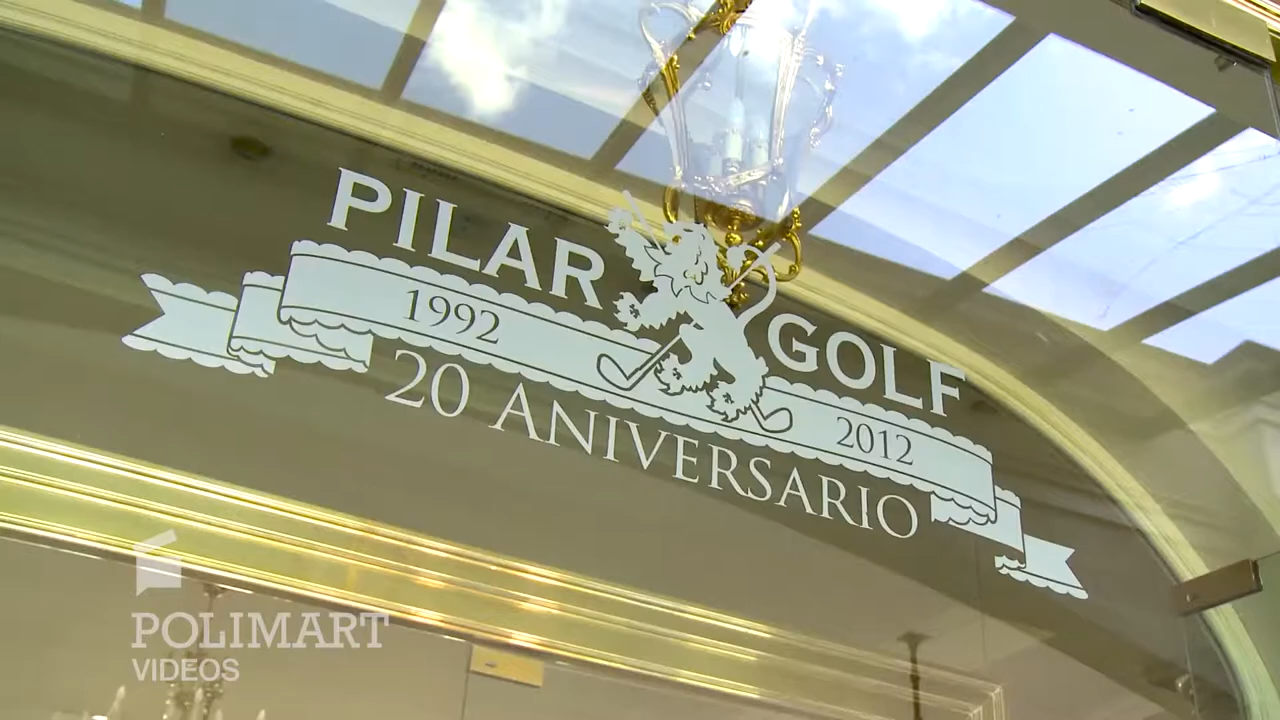 PILAR GOLF
1992 2012
20 ANIVERSARIO
POLIMART
VIDEOS